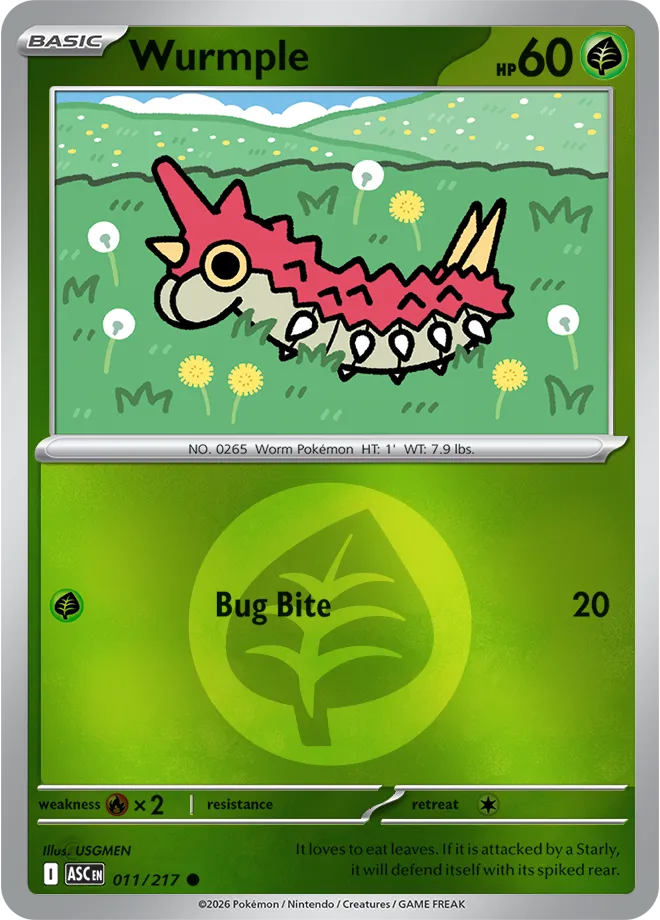 BASIC Wurmple HP 60
NO. 0265 Worm Pokémon HT: 1' WT: 7.9 lbs.
Bug Bite 20
weakness ×2 resistance retreat
Illus. USGMEN
It loves to eat leaves. If it is attacked by a Starly,
it will defend itself with its spiked rear.
I ASC EN 011/217
©2026 Pokémon / Nintendo / Creatures / GAME FREAK